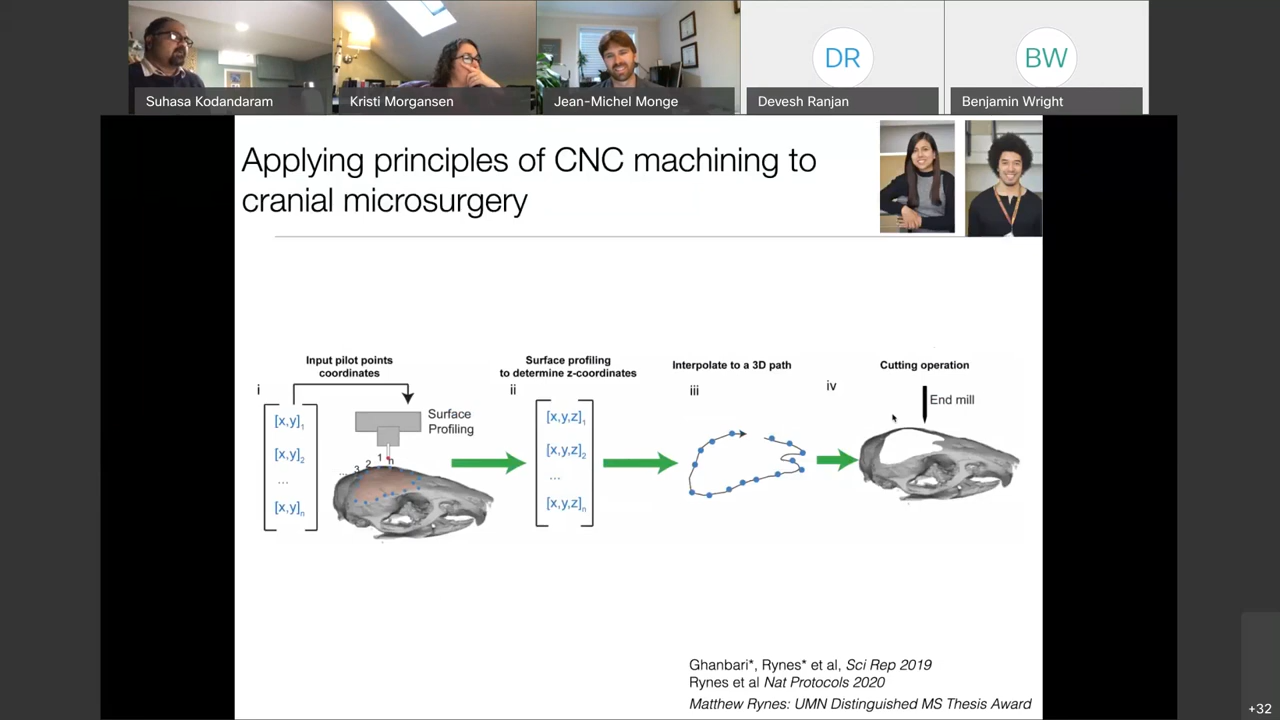 Suhasa Kodandaram
Kristi Morgansen
Jean-Michel Monge
DR
Devesh Ranjan
BW
Benjamin Wright
Applying principles of CNC machining to
cranial microsurgery
Input pilot points
coordinates
i
[x,y]1
[x,y]2
...
[x,y]n
Surface
Profiling
... 3 2 1 n
Surface profiling
to determine z-coordinates
ii
[x,y,z]1
[x,y,z]2
...
[x,y,z]n
Interpolate to a 3D path
iii
Cutting operation
iv
End mill
Ghanbari*, Rynes* et al, Sci Rep 2019
Rynes et al Nat Protocols 2020
Matthew Rynes: UMN Distinguished MS Thesis Award
+32